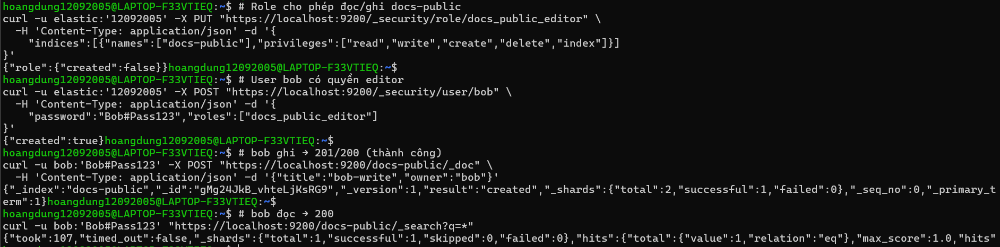 hoangdung12092005@LAPTOP-F33VTIEQ:~$ # Role cho phép đọc/ghi docs-public
curl -u elastic:'12092005' -X PUT "https://localhost:9200/_security/role/docs_public_editor" \
  -H 'Content-Type: application/json' -d '{
    "indices":[{"names":["docs-public"],"privileges":["read","write","create","delete","index"]}]
}'
{"role":{"created":false}}hoangdung12092005@LAPTOP-F33VTIEQ:~$
hoangdung12092005@LAPTOP-F33VTIEQ:~$ # User bob có quyền editor
curl -u elastic:'12092005' -X POST "https://localhost:9200/_security/user/bob" \
  -H 'Content-Type: application/json' -d '{
    "password":"Bob#Pass123","roles":["docs_public_editor"]
}'
{"created":true}hoangdung12092005@LAPTOP-F33VTIEQ:~$
hoangdung12092005@LAPTOP-F33VTIEQ:~$ # bob ghi → 201/200 (thành công)
curl -u bob:'Bob#Pass123' -X POST "https://localhost:9200/docs-public/_doc" \
  -H 'Content-Type: application/json' -d '{"title":"bob-write","owner":"bob"}'
{"_index":"docs-public","_id":"gMg24JkB_vhteLjKsRG9","_version":1,"result":"created","_shards":{"total":2,"successful":1,"failed":0},"_seq_no":0,"_primary_t
erm":1}hoangdung12092005@LAPTOP-F33VTIEQ:~$
hoangdung12092005@LAPTOP-F33VTIEQ:~$ # bob đọc → 200
curl -u bob:'Bob#Pass123' "https://localhost:9200/docs-public/_search?q=*"
{"took":107,"timed_out":false,"_shards":{"total":1,"successful":1,"skipped":0,"failed":0},"hits":{"total":{"value":1,"relation":"eq"},"max_score":1.0,"hits"